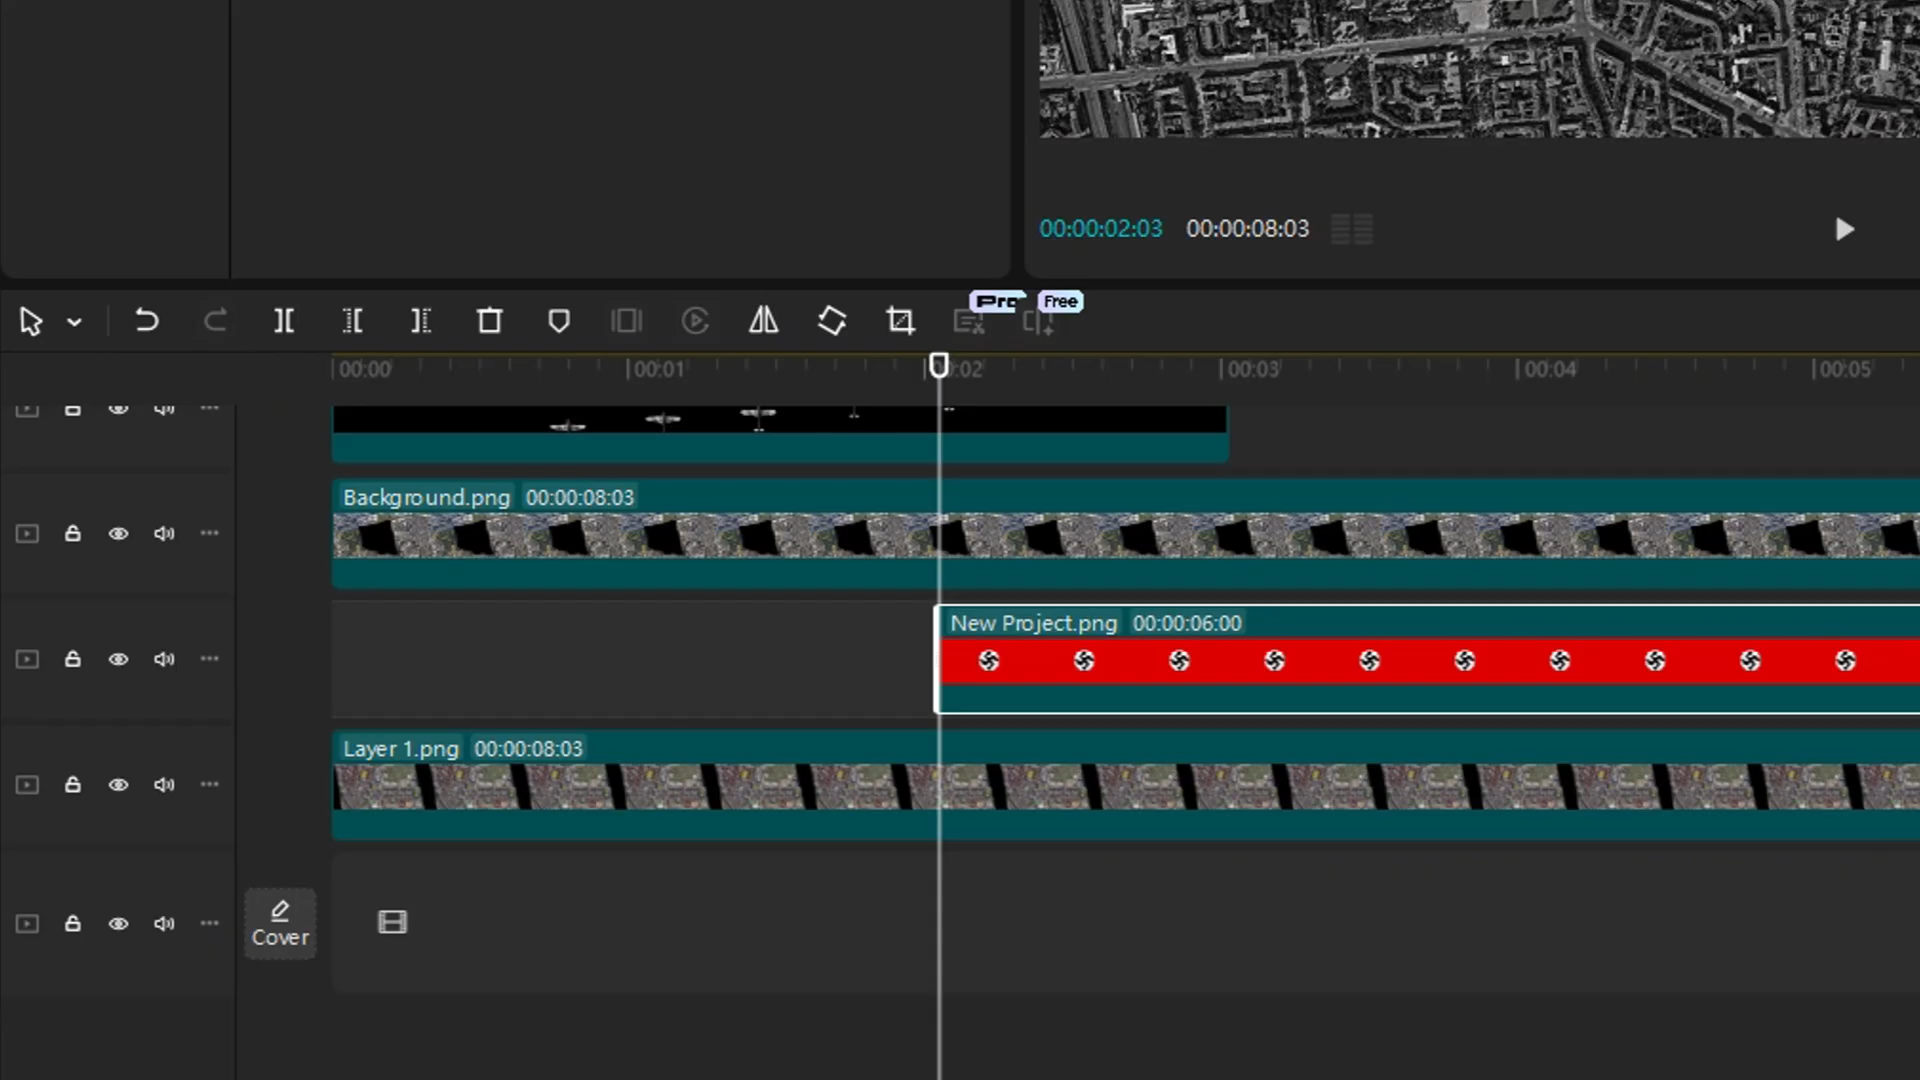 00:00:02:03 00:00:08:03
Pro Free
00:00 00:01 00:02 00:03 00:04 00:05
Background.png 00:00:08:03
New Project.png 00:00:06:00
Layer 1.png 00:00:08:03
Cover